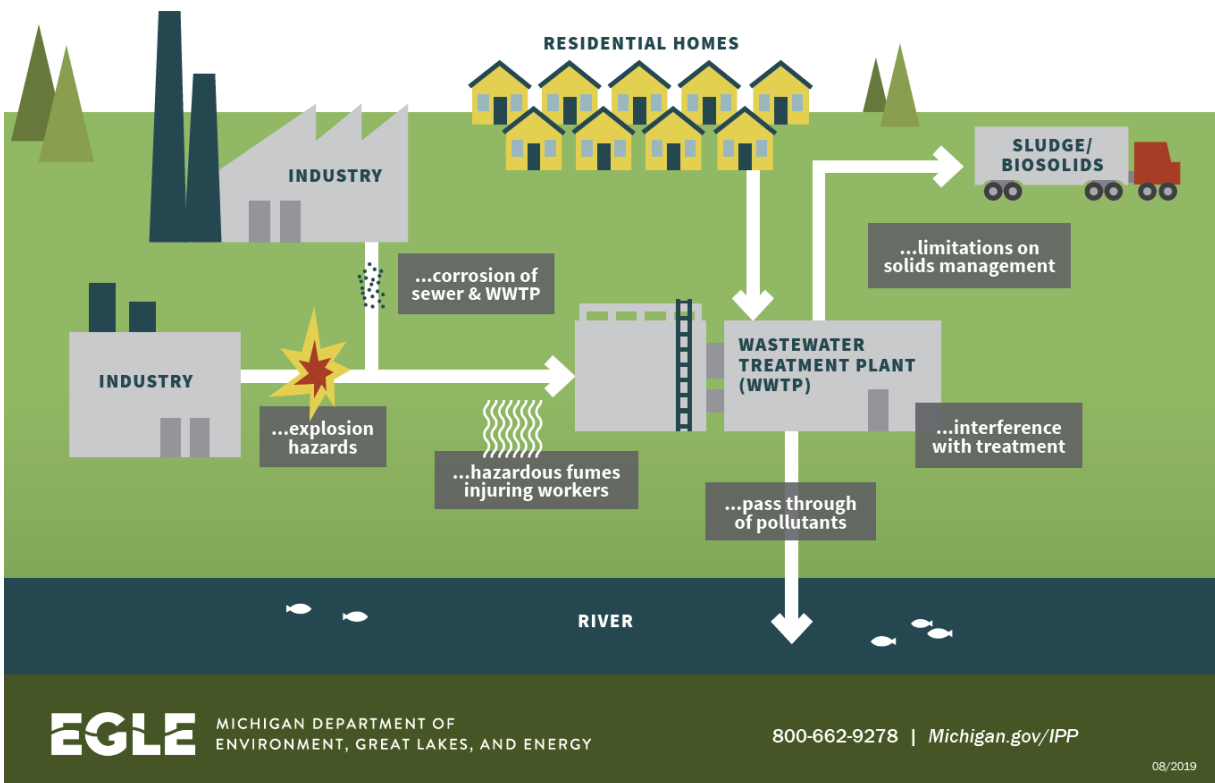 RESIDENTIAL HOMES
INDUSTRY
SLUDGE/
BIOSOLIDS
...limitations on
solids management
...corrosion of
sewer & WWTP
INDUSTRY
WASTEWATER
TREATMENT PLANT
(WWTP)
...explosion
hazards
...interference
with treatment
...hazardous fumes
injuring workers
...pass through
of pollutants
RIVER
EGLE
MICHIGAN DEPARTMENT OF
ENVIRONMENT, GREAT LAKES, AND ENERGY
800-662-9278 | Michigan.gov/IPP
08/2019